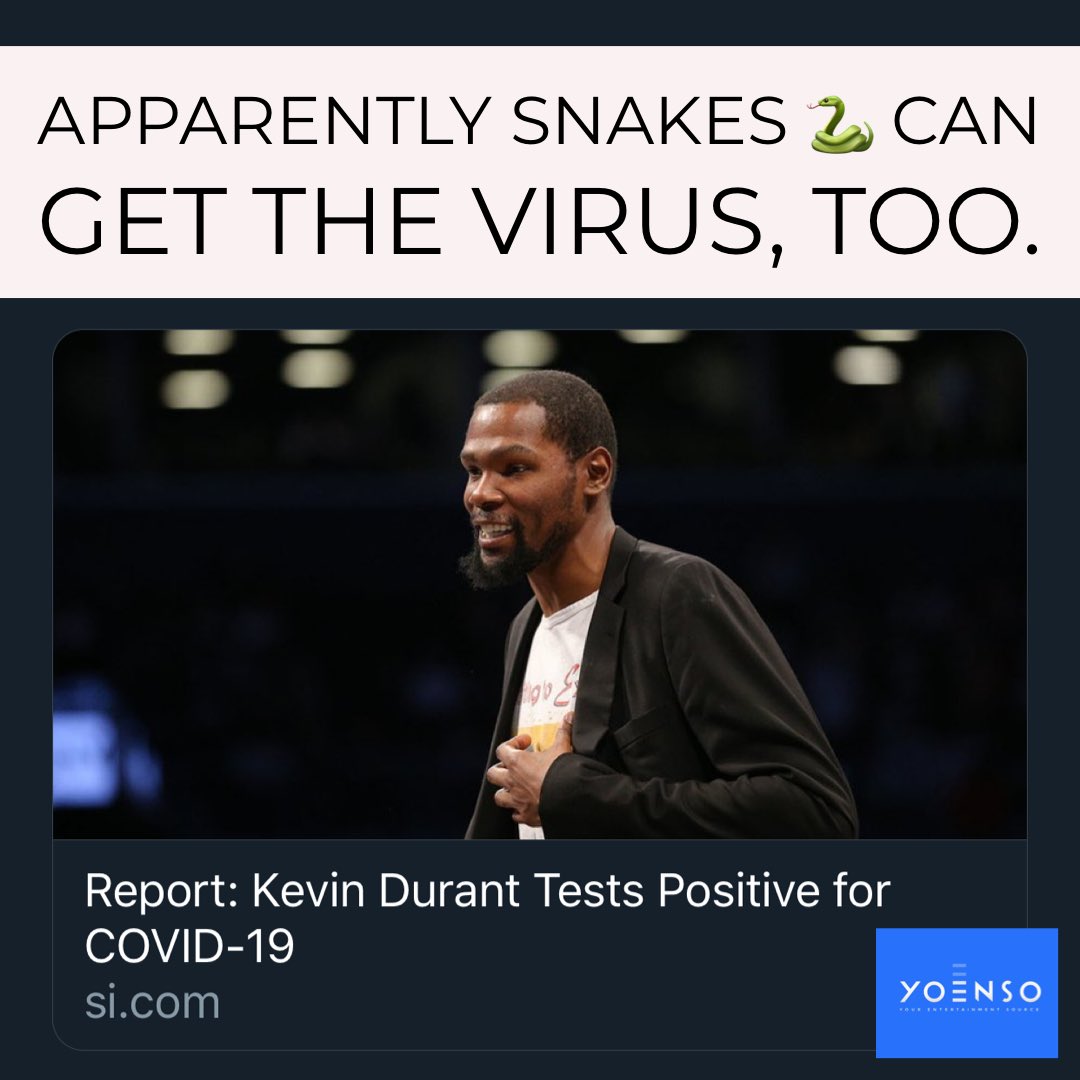 APPARENTLY SNAKES 🐍 CAN
GET THE VIRUS, TOO.
Report: Kevin Durant Tests Positive for
COVID-19
si.com
YOENSO
YOUR ENTERTAINMENT SOURCE